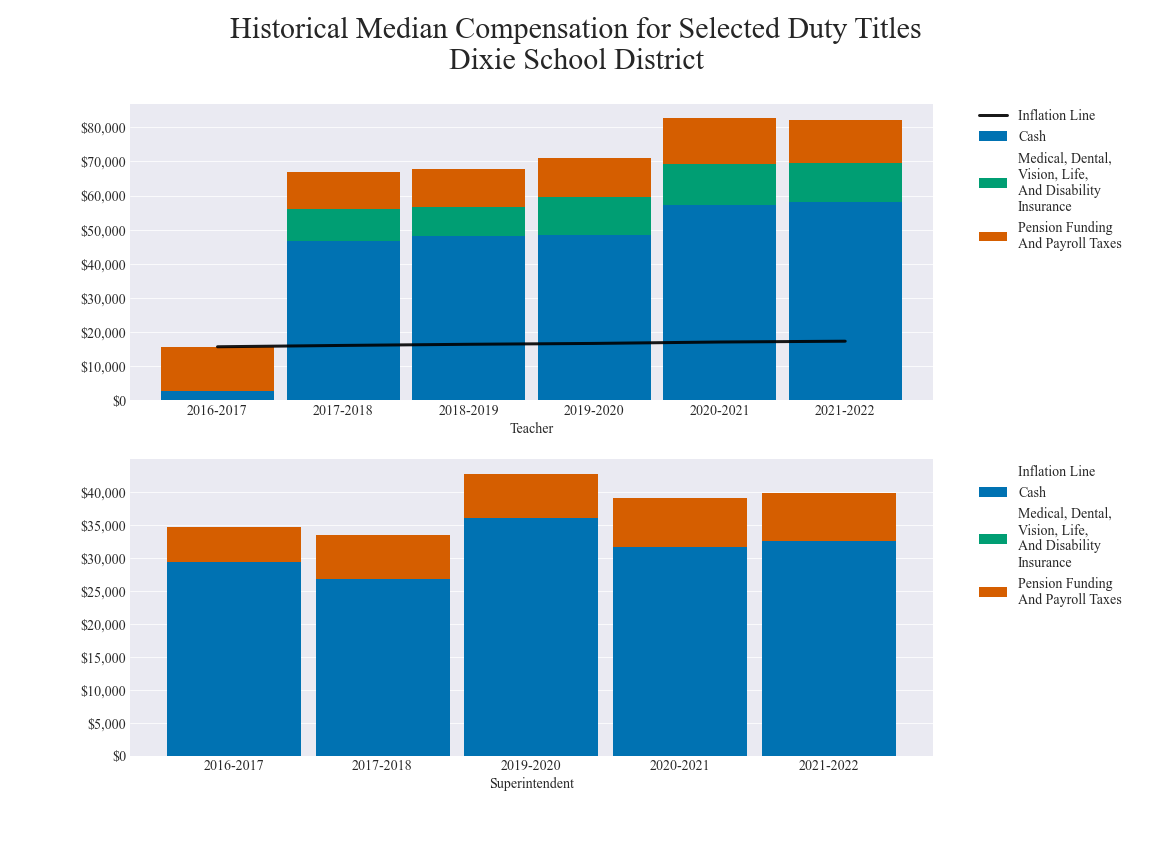 Historical Median Compensation for Selected Duty Titles
Dixie School District
$80,000
$70,000
$60,000
$50,000
$40,000
$30,000
$20,000
$10,000
$0
2016-2017
2017-2018
2018-2019
2019-2020
2020-2021
2021-2022
Teacher
Inflation Line
Cash
Medical, Dental,
Vision, Life,
And Disability
Insurance
Pension Funding
And Payroll Taxes
$40,000
$35,000
$30,000
$25,000
$20,000
$15,000
$10,000
$5,000
$0
2016-2017
2017-2018
2019-2020
2020-2021
2021-2022
Superintendent
Inflation Line
Cash
Medical, Dental,
Vision, Life,
And Disability
Insurance
Pension Funding
And Payroll Taxes